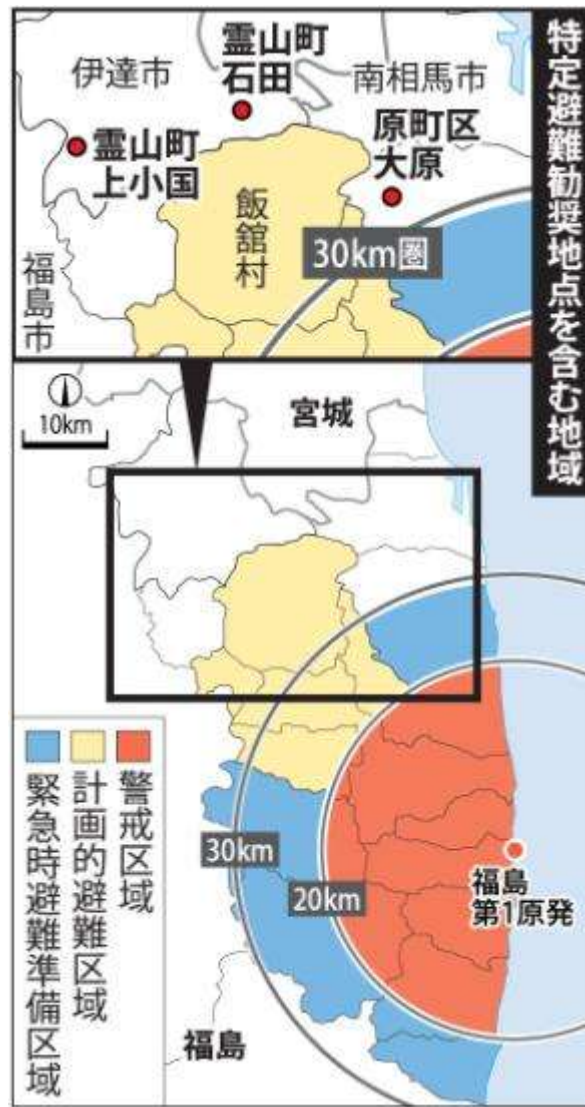 特定避難勧奨地点を含む地域
伊達市
霊山町
石田
南相馬市
霊山町
上小国
原町区
大原
飯舘村
30km圏
福島市
10km
宮城
警戒区域
計画的避難区域
緊急時避難準備区域
30km
20km
福島
第1原発
福島